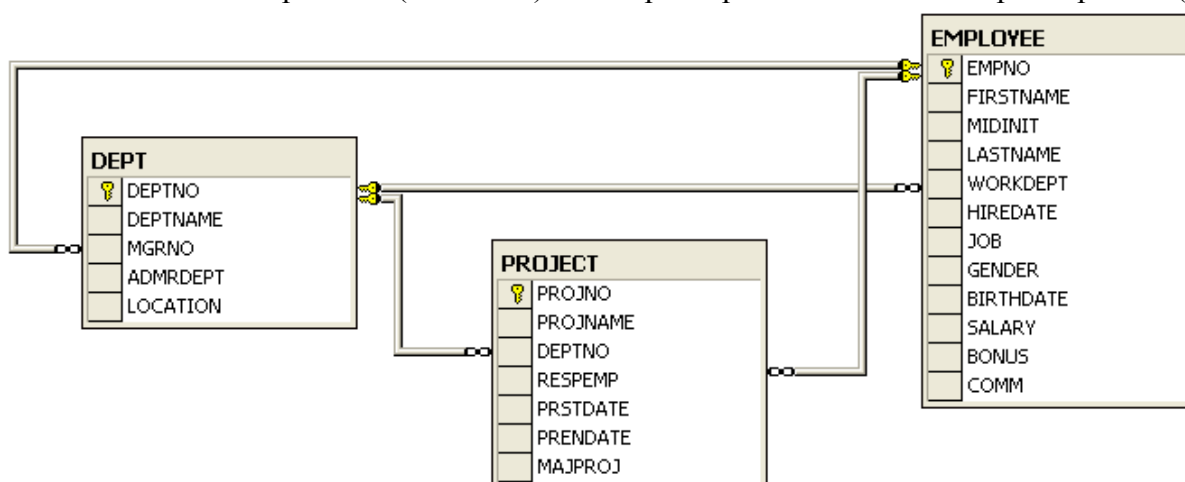 DEPT
DEPTNO
DEPTNAME
MGRNO
ADMRDEPT
LOCATION
PROJECT
PROJNO
PROJNAME
DEPTNO
RESPEMP
PRSTDATE
PRENDATE
MAJPROJ
EMPLOYEE
EMPNO
FIRSTNAME
MIDINIT
LASTNAME
WORKDEPT
HIREDATE
JOB
GENDER
BIRTHDATE
SALARY
BONUS
COMM